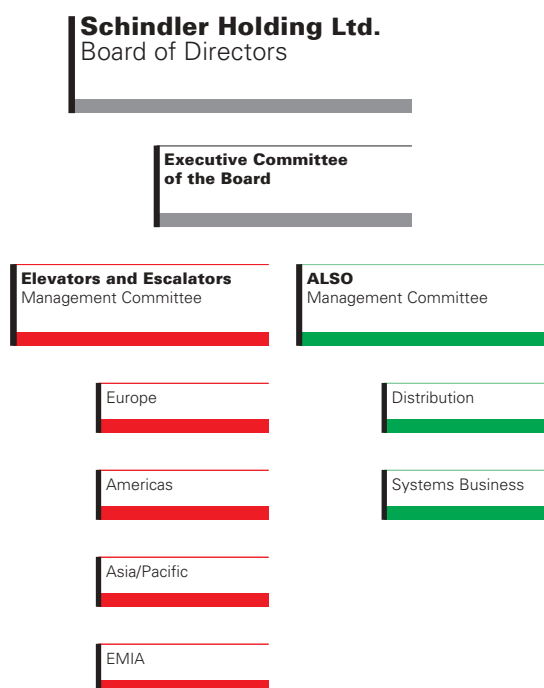 Schindler Holding Ltd.
Board of Directors
Executive Committee
of the Board
Elevators and Escalators
Management Committee
Europe
Americas
Asia/Pacific
EMIA
ALSO
Management Committee
Distribution
Systems Business